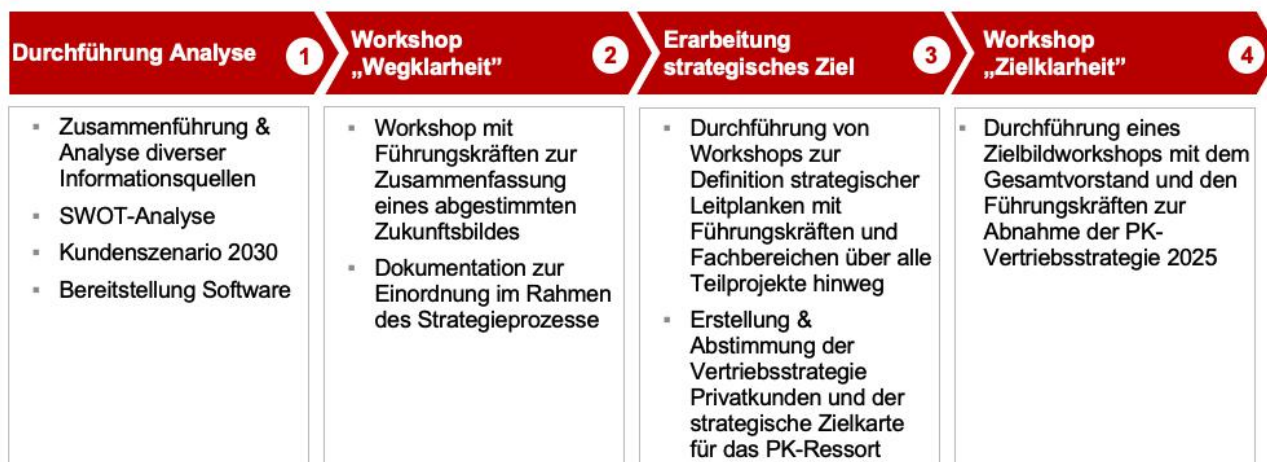 Durchführung Analyse
1
Workshop
„Wegklarheit”
2
Erarbeitung
strategisches Ziel
3
Workshop
„Zielklarheit”
4
▪ Zusammenführung &
Analyse diverser
Informationsquellen
▪ SWOT-Analyse
▪ Kundenszenario 2030
▪ Bereitstellung Software
▪ Workshop mit
Führungskräften zur
Zusammenfassung
eines abgestimmten
Zukunftsbildes
▪ Dokumentation zur
Einordnung im Rahmen
des Strategieprozesse
▪ Durchführung von
Workshops zur
Definition strategischer
Leitplanken mit
Führungskräften und
Fachbereichen über alle
Teilprojekte hinweg
▪ Erstellung &
Abstimmung der
Vertriebsstrategie
Privatkunden und der
strategische Zielkarte
für das PK-Ressort
▪ Durchführung eines
Zielbildworkshops mit dem
Gesamtvorstand und den
Führungskräften zur
Abnahme der PK-
Vertriebsstrategie 2025